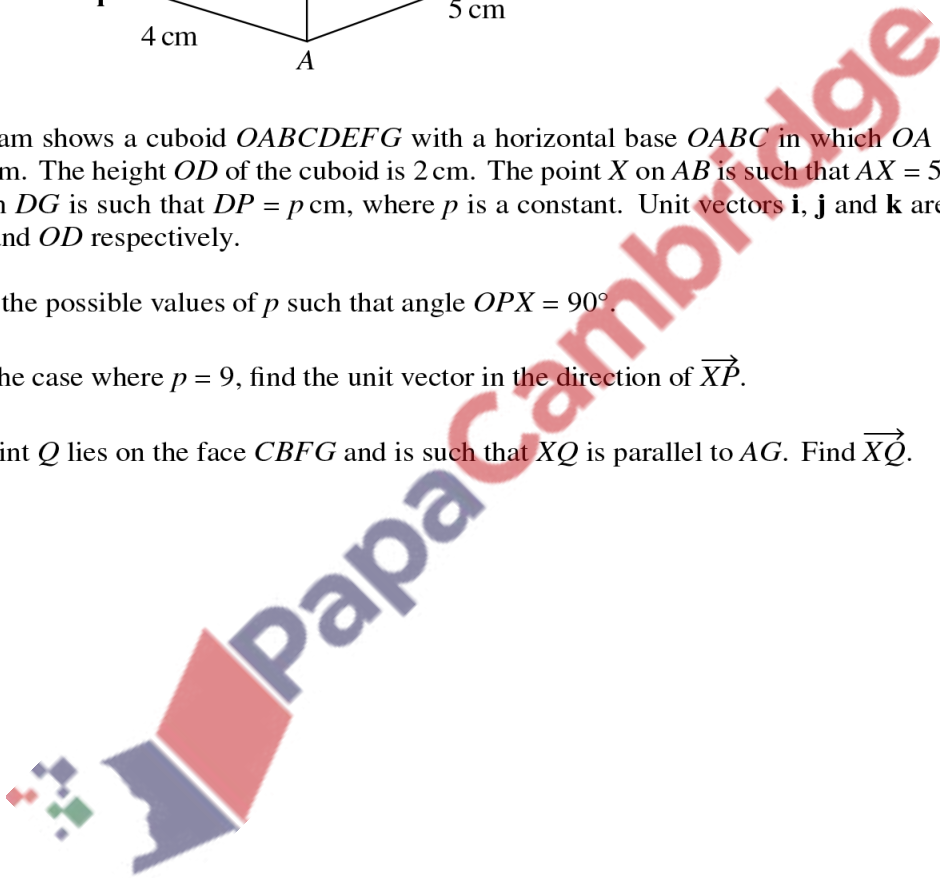 5 cm
4 cm
A
am shows a cuboid OABCDEFG with a horizontal base OABC in which OA
m. The height OD of the cuboid is 2 cm. The point X on AB is such that AX = 5
DG is such that DP = p cm, where p is a constant. Unit vectors i, j and k are
nd OD respectively.
the possible values of p such that angle OPX = 90°.
he case where p = 9, find the unit vector in the direction of XP.
int Q lies on the face CBFG and is such that XQ is parallel to AG. Find XQ.
PapaCambridge